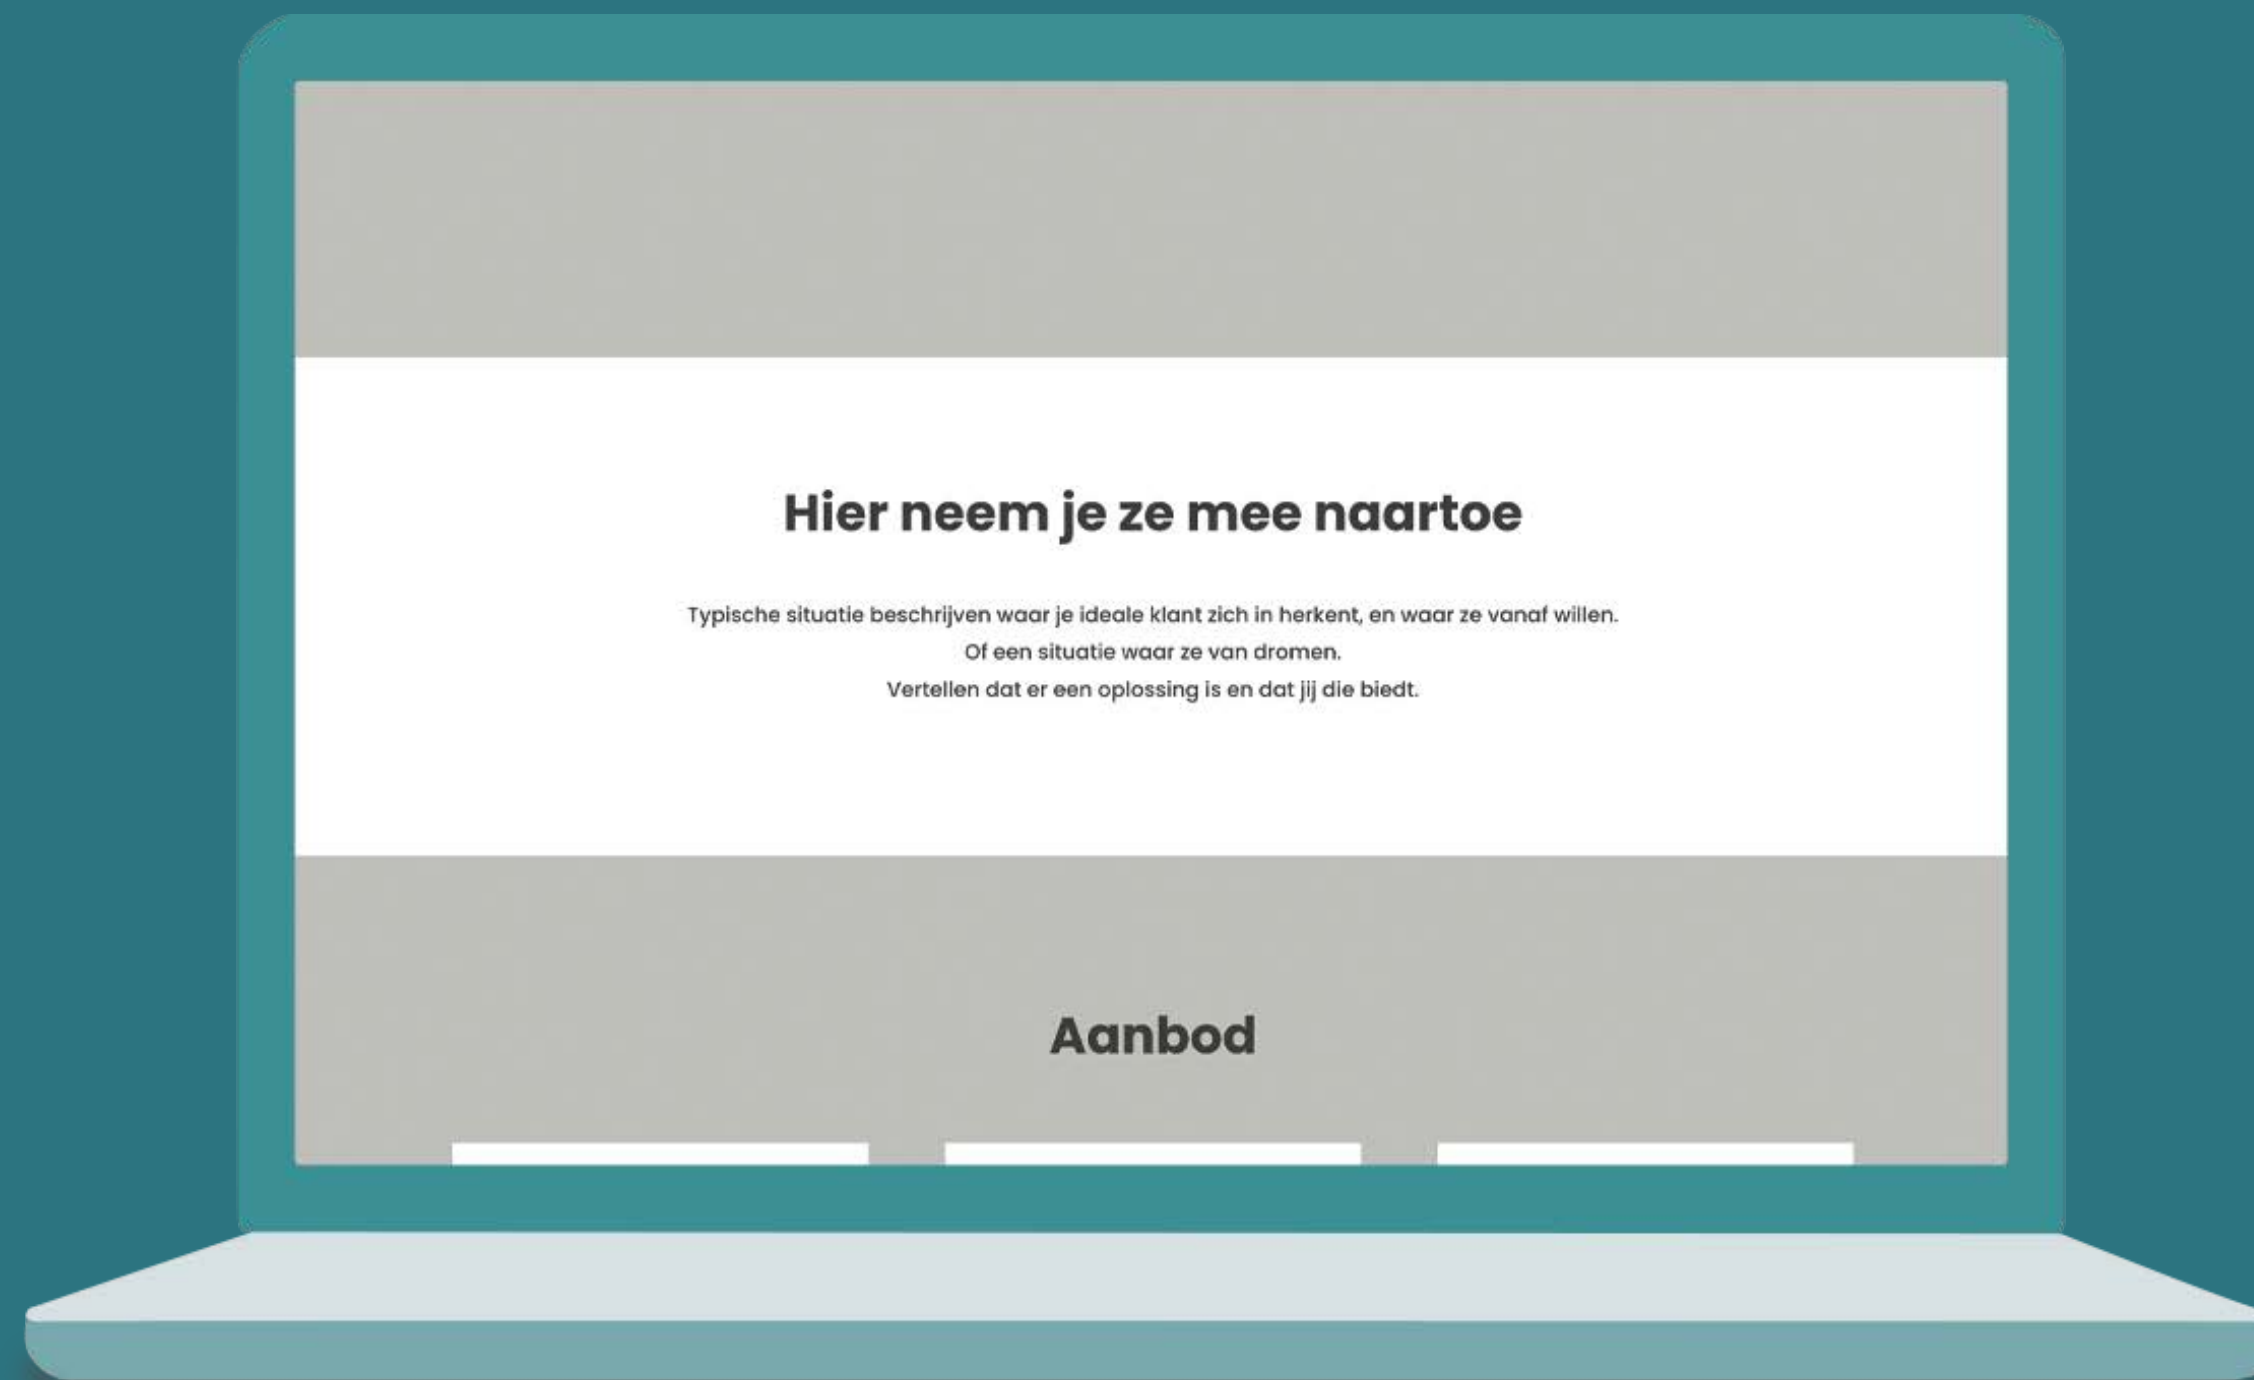 Hier neem je ze mee naartoe
Typische situatie beschrijven waar je ideale klant zich in herkent, en waar ze vanaf willen.
Of een situatie waar ze van dromen.
Vertellen dat er een oplossing is en dat jij die biedt.
Aanbod